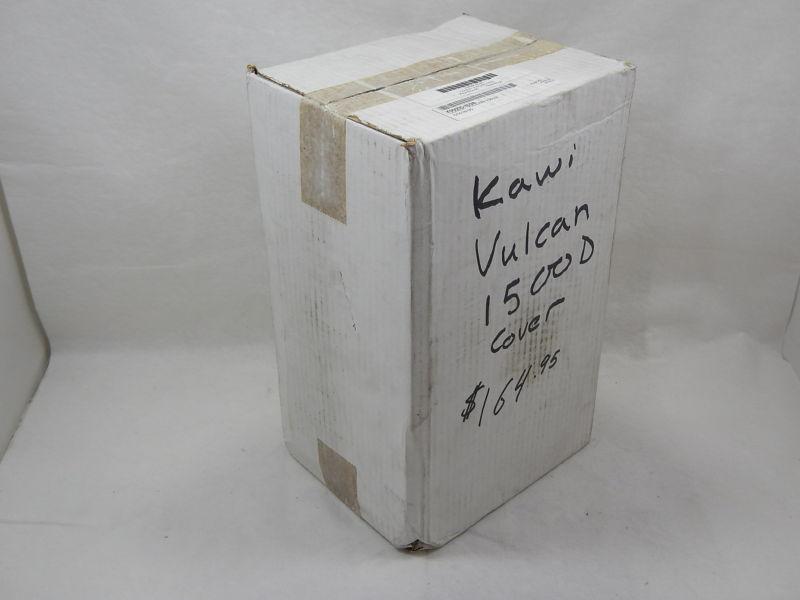 Kawi
Vulcan
1500D
Cover
$164.95